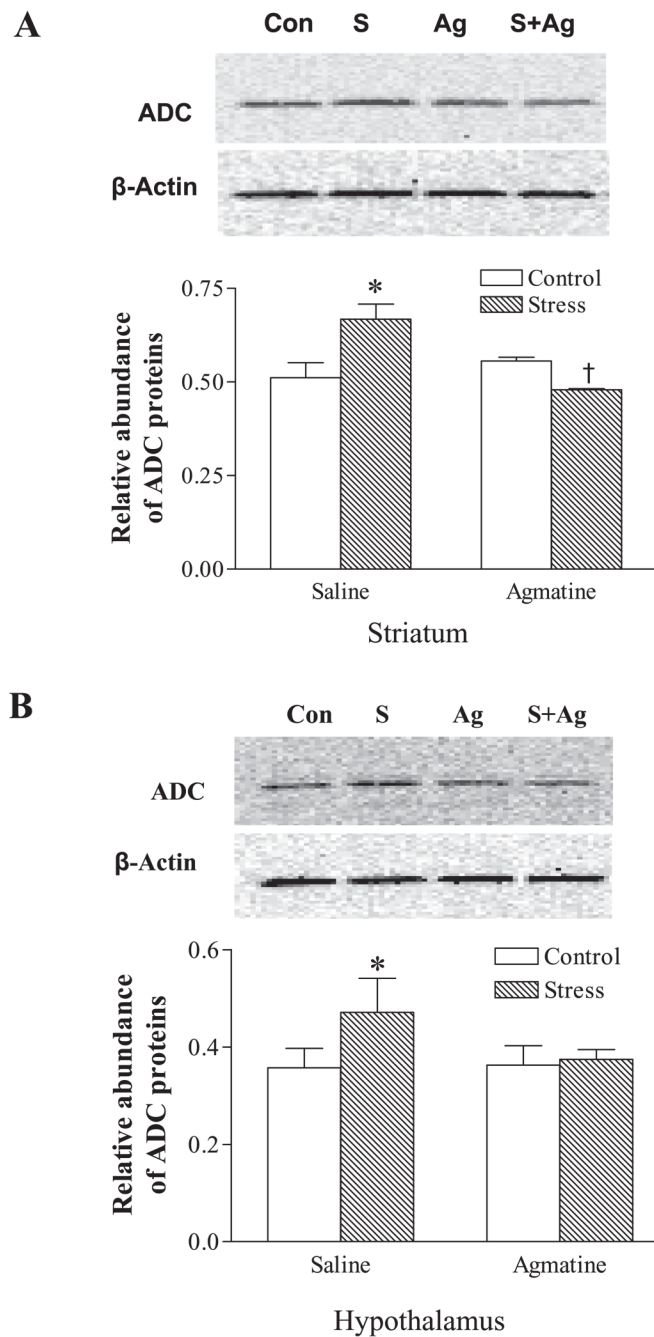 A
Con S Ag S+Ag
ADC
β-Actin
Relative abundance
of ADC proteins
0.75
0.50
0.25
0.00
*
†
Control
Stress
Saline Agmatine
Striatum
B
Con S Ag S+Ag
ADC
β-Actin
Relative abundance
of ADC proteins
0.6
0.4
0.2
0.0
*
Control
Stress
Saline Agmatine
Hypothalamus